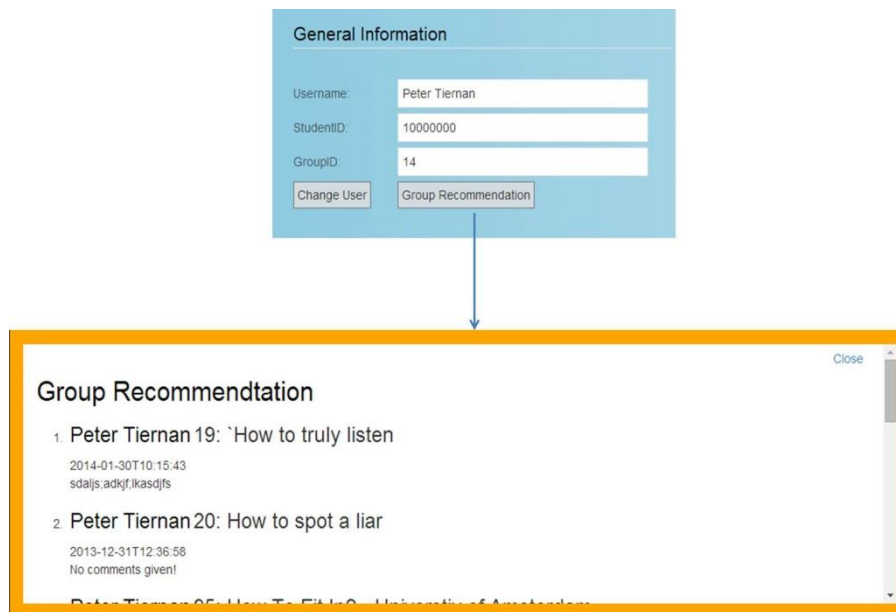 General Information
Username: Peter Tiernan
StudentID: 10000000
GroupID: 14
Change User Group Recommendation
Close
Group Recommendtation
1. Peter Tiernan 19: `How to truly listen
2014-01-30T10:15:43
sdaljs;adkjf;lkasdjfs
2. Peter Tiernan 20: How to spot a liar
2013-12-31T12:36:58
No comments given!
Peter Tiernan